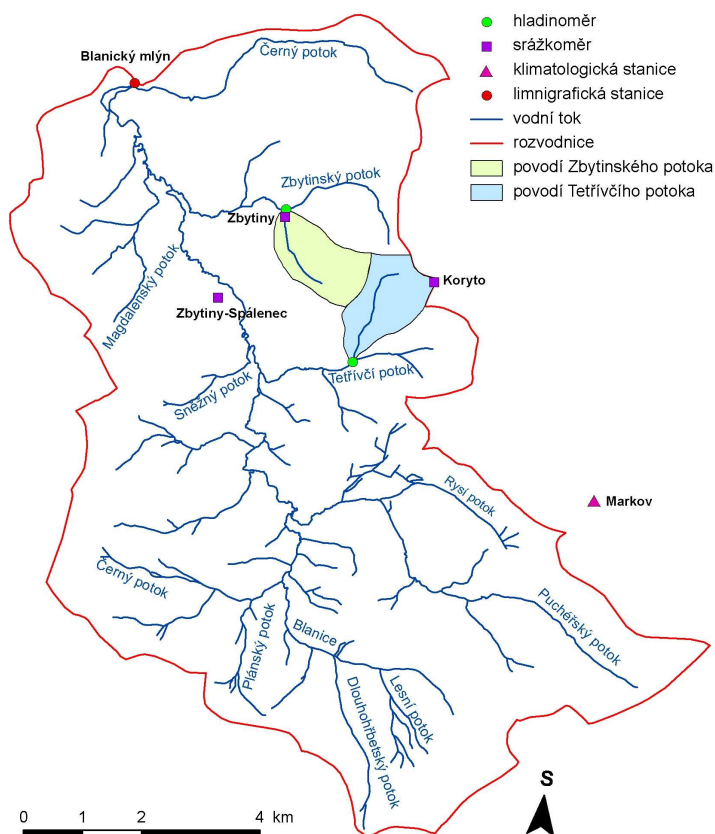 hladinoměr
srážkoměr
klimatologická stanice
limnigrafická stanice
vodní tok
rozvodnice
povodí Zbytinského potoka
povodí Tetřívčího potoka
Blanický mlýn
Černý potok
Zbytinský potok
Zbytiny
Koryto
Magdalenský potok
Zbytiny-Spálenec
Tetřívčí potok
Sněžný potok
Rysí potok
Markov
Černý potok
Puchéřský potok
Plánský potok
Blanice
Lesní potok
Dlouhohřbetský potok
S
0 1 2 4 km